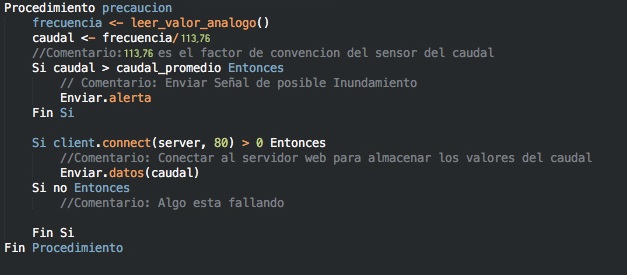 Procedimiento precaucion
frecuencia <- leer_valor_analogo()
caudal <- frecuencia/113,76
//Comentario:113,76 es el factor de convencion del sensor del caudal
Si caudal > caudal_promedio Entonces
// Comentario: Enviar Señal de posible Inundamiento
Enviar.alerta
Fin Si
Si client.connect(server, 80) > 0 Entonces
//Comentario: Conectar al servidor web para almacenar los valores del caudal
Enviar.datos(caudal)
Si no Entonces
//Comentario: Algo esta fallando
Fin Si
Fin Procedimiento